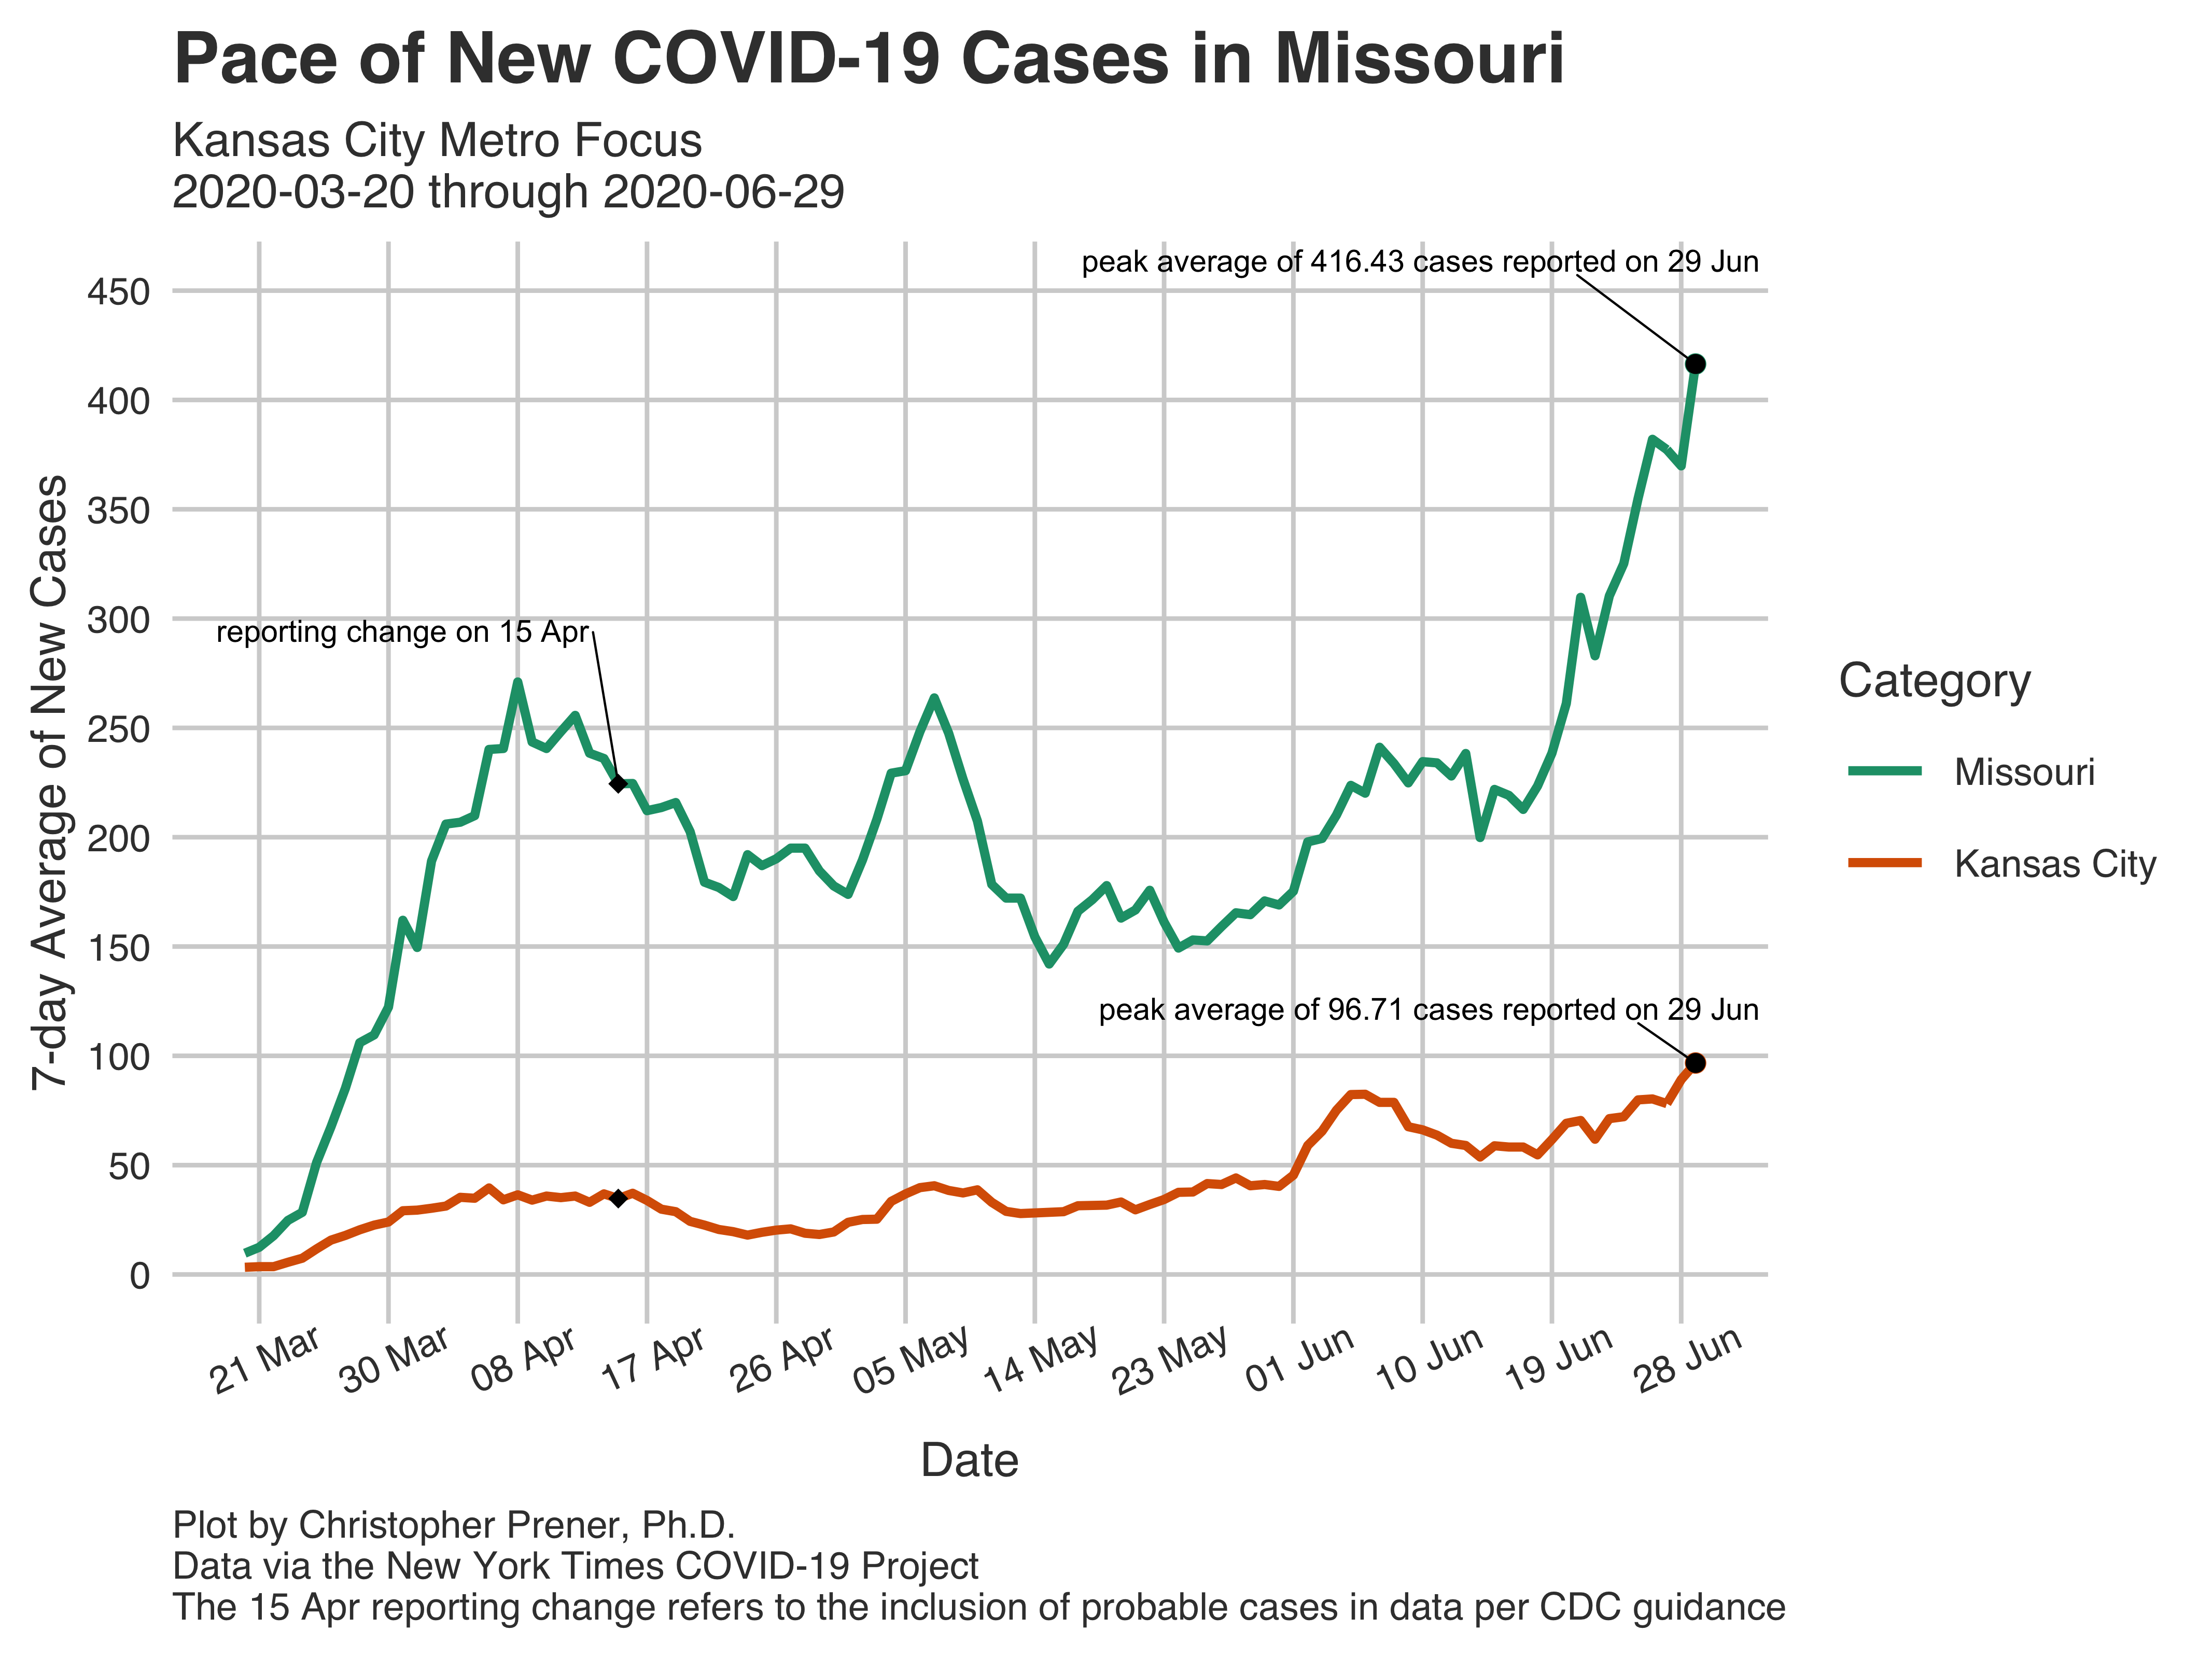 Pace of New COVID-19 Cases in Missouri
Kansas City Metro Focus
2020-03-20 through 2020-06-29
peak average of 416.43 cases reported on 29 Jun
reporting change on 15 Apr
peak average of 96.71 cases reported on 29 Jun
7-day Average of New Cases
450
400
350
300
250
200
150
100
50
0
21 Mar
30 Mar
08 Apr
17 Apr
26 Apr
05 May
14 May
23 May
01 Jun
10 Jun
19 Jun
28 Jun
Date
Category
Missouri
Kansas City
Plot by Christopher Prener, Ph.D.
Data via the New York Times COVID-19 Project
The 15 Apr reporting change refers to the inclusion of probable cases in data per CDC guidance